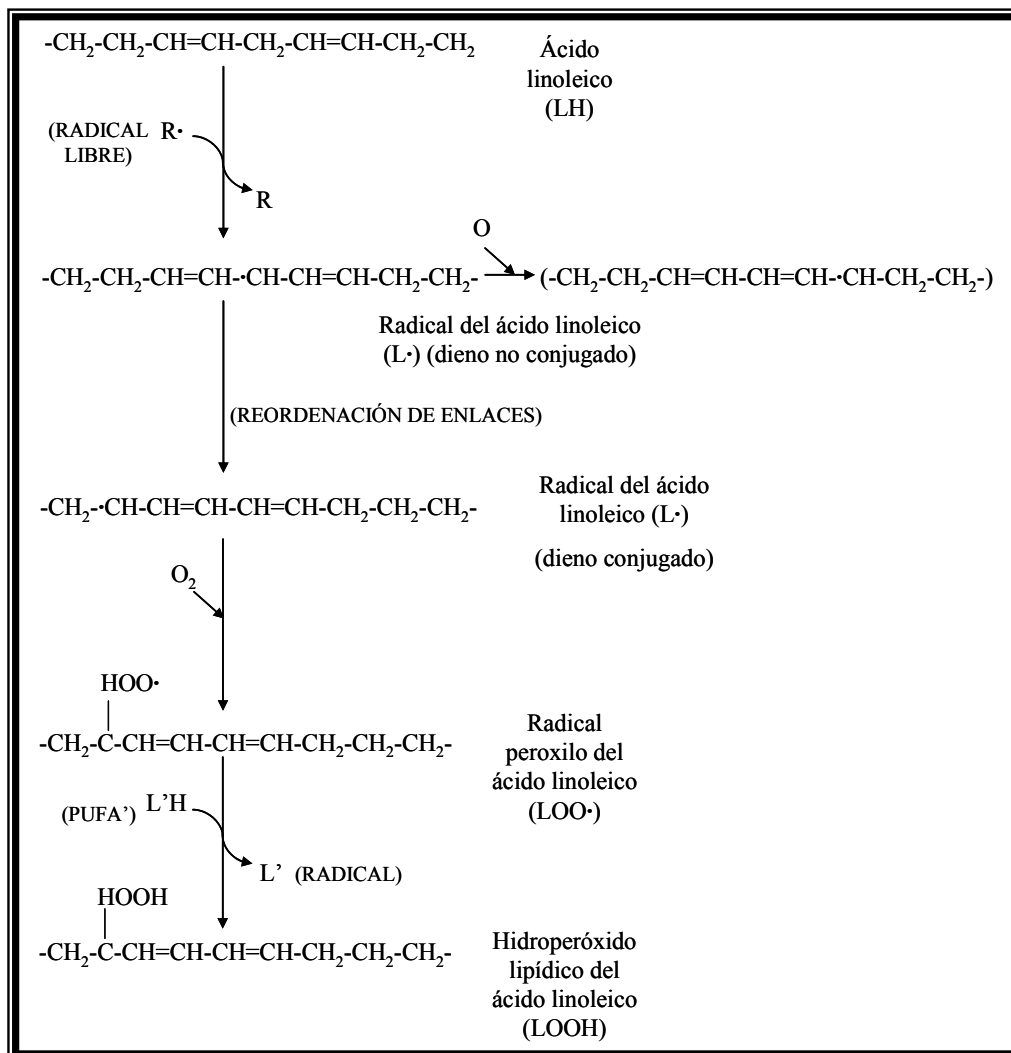 -CH₂-CH₂-CH=CH-CH₂-CH=CH-CH₂-CH₂
Ácido
linoleico
(LH)
(RADICAL R·
LIBRE)
R
O
-CH₂-CH₂-CH=CH-·CH-CH=CH-CH₂-CH₂-
(-CH₂-CH₂-CH=CH-CH=CH-·CH-CH₂-CH₂-)
Radical del ácido linoleico
(L·) (dieno no conjugado)
(REORDENACIÓN DE ENLACES)
-CH₂-·CH-CH=CH-CH=CH-CH₂-CH₂-CH₂-
Radical del ácido
linoleico (L·)
(dieno conjugado)
O₂
HOO·
-CH₂-C-CH=CH-CH=CH-CH₂-CH₂-CH₂-
Radical
peroxilo del
ácido linoleico
(LOO·)
(PUFA’) L’H
L’ (RADICAL)
HOOH
-CH₂-C-CH=CH-CH=CH-CH₂-CH₂-CH₂-
Hidroperóxido
lipídico del
ácido linoleico
(LOOH)